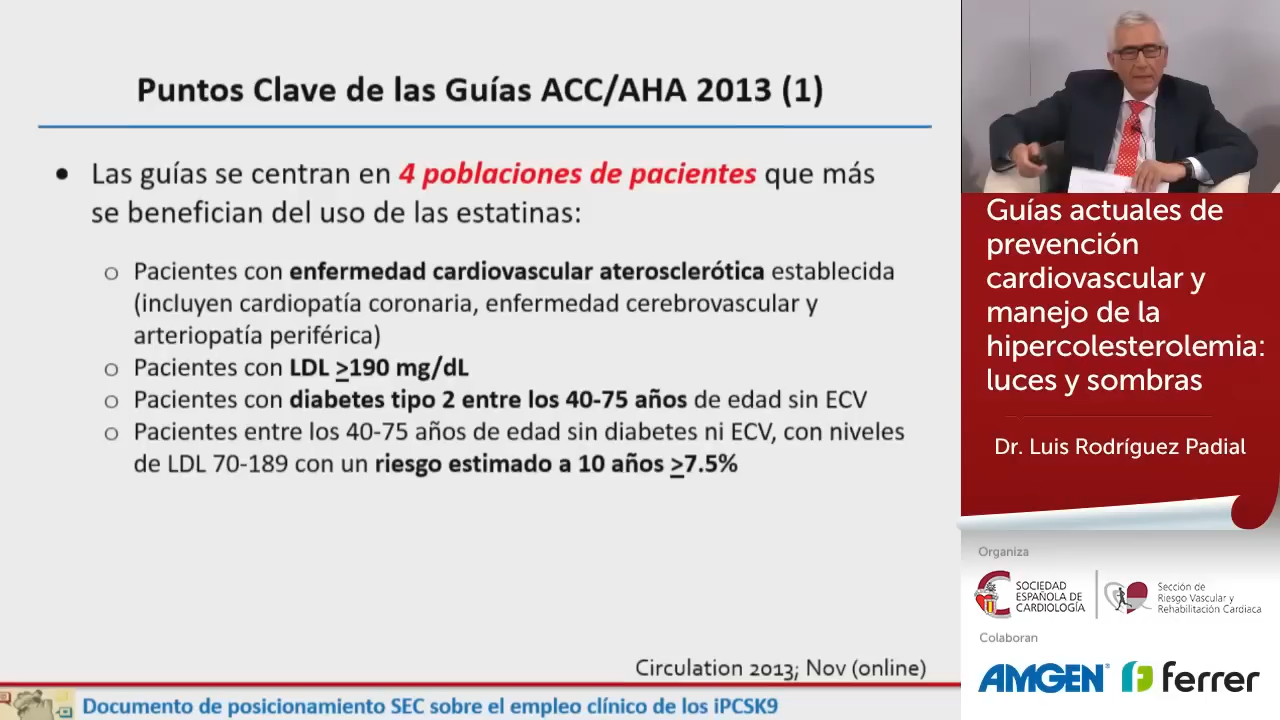 Puntos Clave de las Guías ACC/AHA 2013 (1)
• Las guías se centran en 4 poblaciones de pacientes que más
se benefician del uso de las estatinas:
o Pacientes con enfermedad cardiovascular aterosclerótica establecida
(incluyen cardiopatía coronaria, enfermedad cerebrovascular y
arteriopatía periférica)
o Pacientes con LDL >190 mg/dL
o Pacientes con diabetes tipo 2 entre los 40-75 años de edad sin ECV
o Pacientes entre los 40-75 años de edad sin diabetes ni ECV, con niveles
de LDL 70-189 con un riesgo estimado a 10 años >7.5%
Circulation 2013; Nov (online)
Documento de posicionamiento SEC sobre el empleo clínico de los iPCSK9
Guías actuales de
prevención
cardiovascular y
manejo de la
hipercolesterolemia:
luces y sombras
Dr. Luis Rodríguez Padial
Organiza
SOCIEDAD
ESPAÑOLA DE
CARDIOLOGÍA
Sección de
Riesgo Vascular y
Rehabilitación Cardiaca
Colaboran
AMGEN®
ferrer